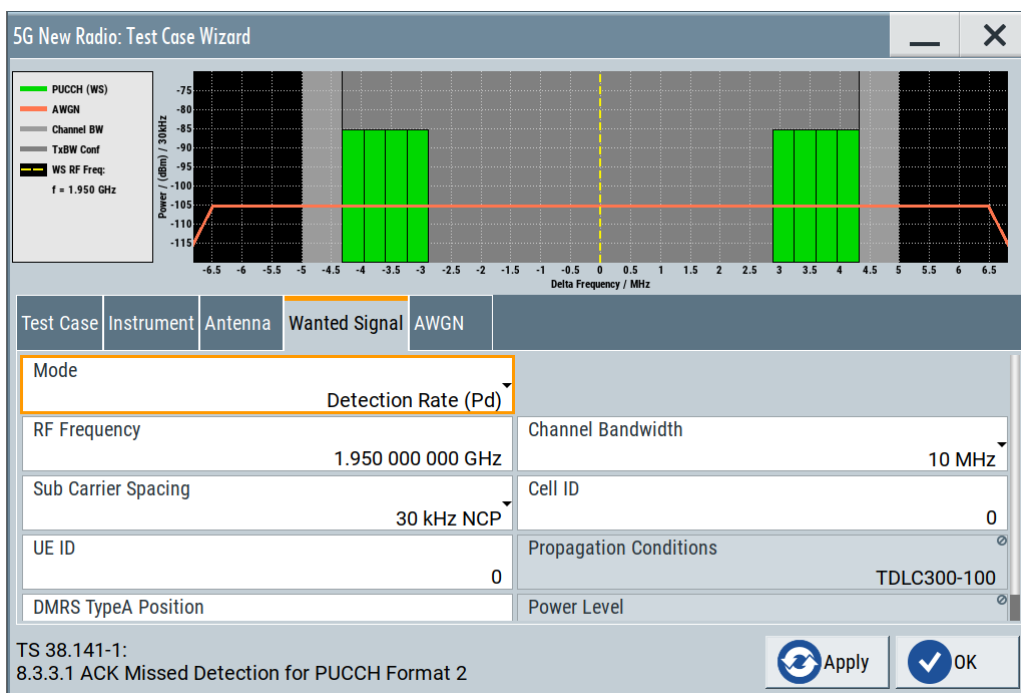 5G New Radio: Test Case Wizard
PUCCH (WS)
AWGN
Channel BW
TxBW Conf
WS RF Freq:
f = 1.950 GHz
Power / (dBm) / 30kHz
-75
-80
-85
-90
-95
-100
-105
-110
-115
-6.5 -6 -5.5 -5 -4.5 -4 -3.5 -3 -2.5 -2 -1.5 -1 -0.5 0 0.5 1 1.5 2 2.5 3 3.5 4 4.5 5 5.5 6 6.5
Delta Frequency / MHz
Test Case Instrument Antenna Wanted Signal AWGN
Mode
Detection Rate (Pd)
RF Frequency
1.950 000 000 GHz
Channel Bandwidth
10 MHz
Sub Carrier Spacing
30 kHz NCP
Cell ID
0
UE ID
0
Propagation Conditions
TDLC300-100
DMRS TypeA Position
Power Level
TS 38.141-1:
8.3.3.1 ACK Missed Detection for PUCCH Format 2
Apply
OK